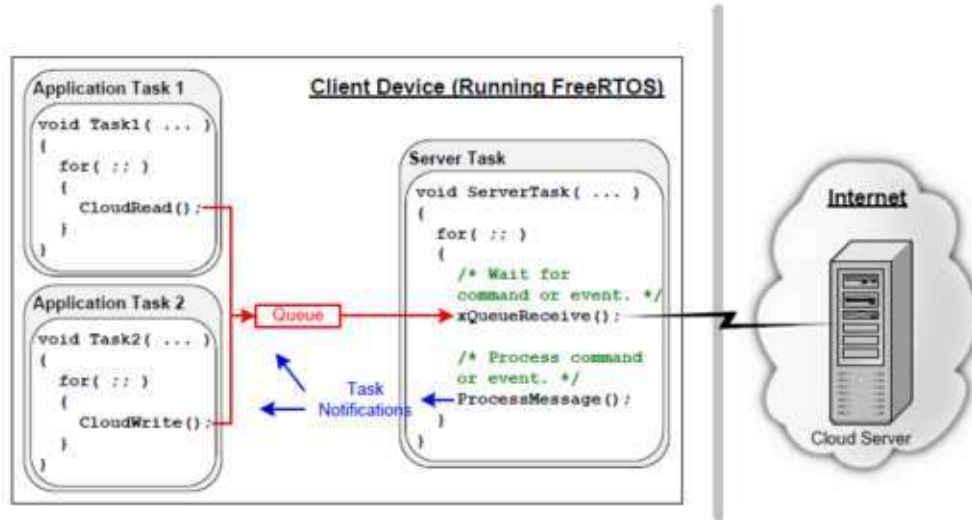 Client Device (Running FreeRTOS)
Application Task 1
void Task1( ... )
{
for( ;; )
{
CloudRead();
}
}
Application Task 2
void Task2( ... )
{
for( ;; )
{
CloudWrite();
}
}
Queue
Task
Notifications
Server Task
void ServerTask( ... )
{
for( ;; )
{
/* Wait for
command or event. */
xQueueReceive();
/* Process command
or event. */
ProcessMessage();
}
}
Internet
Cloud Server